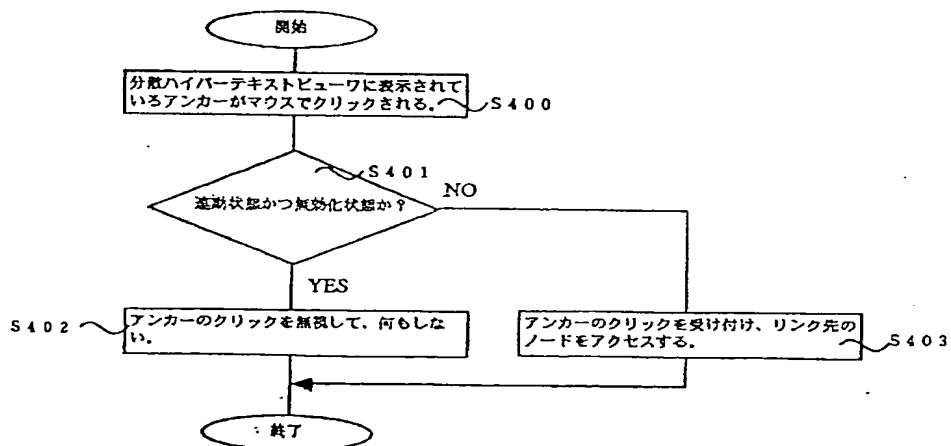 開始
分散ハイパーテキストビューワに表示されて
いるアンカーがマウスでクリックされる。
S400
S401
連動状態かつ無効化状態か？
NO
YES
S402
アンカーのクリックを無視して、何もしな
い。
アンカーのクリックを受け付け、リンク先の
ノードをアクセスする。
S403
終了